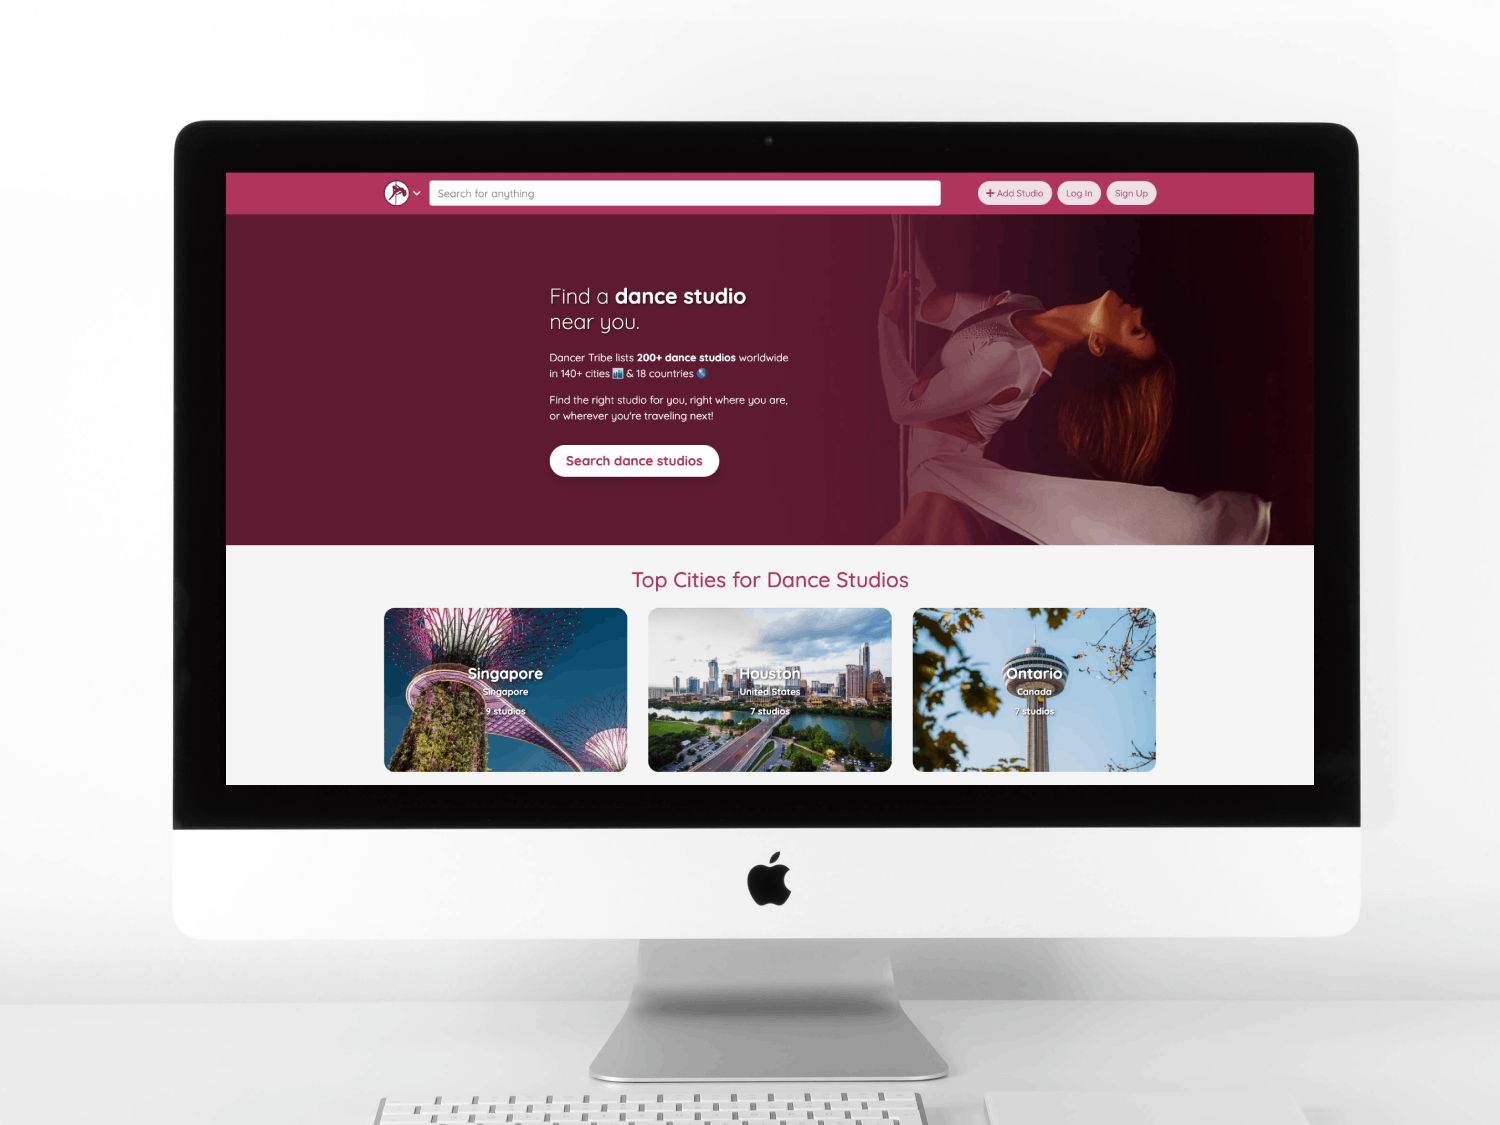 Search for anything
+ Add Studio
Log In
Sign Up
Find a dance studio
near you.
Dancer Tribe lists 200+ dance studios worldwide
in 140+ cities 🏙️ & 18 countries 🌎
Find the right studio for you, right where you are,
or wherever you're traveling next!
Search dance studios
Top Cities for Dance Studios
Singapore
Singapore
9 studios
Houston
United States
7 studios
Ontario
Canada
7 studios